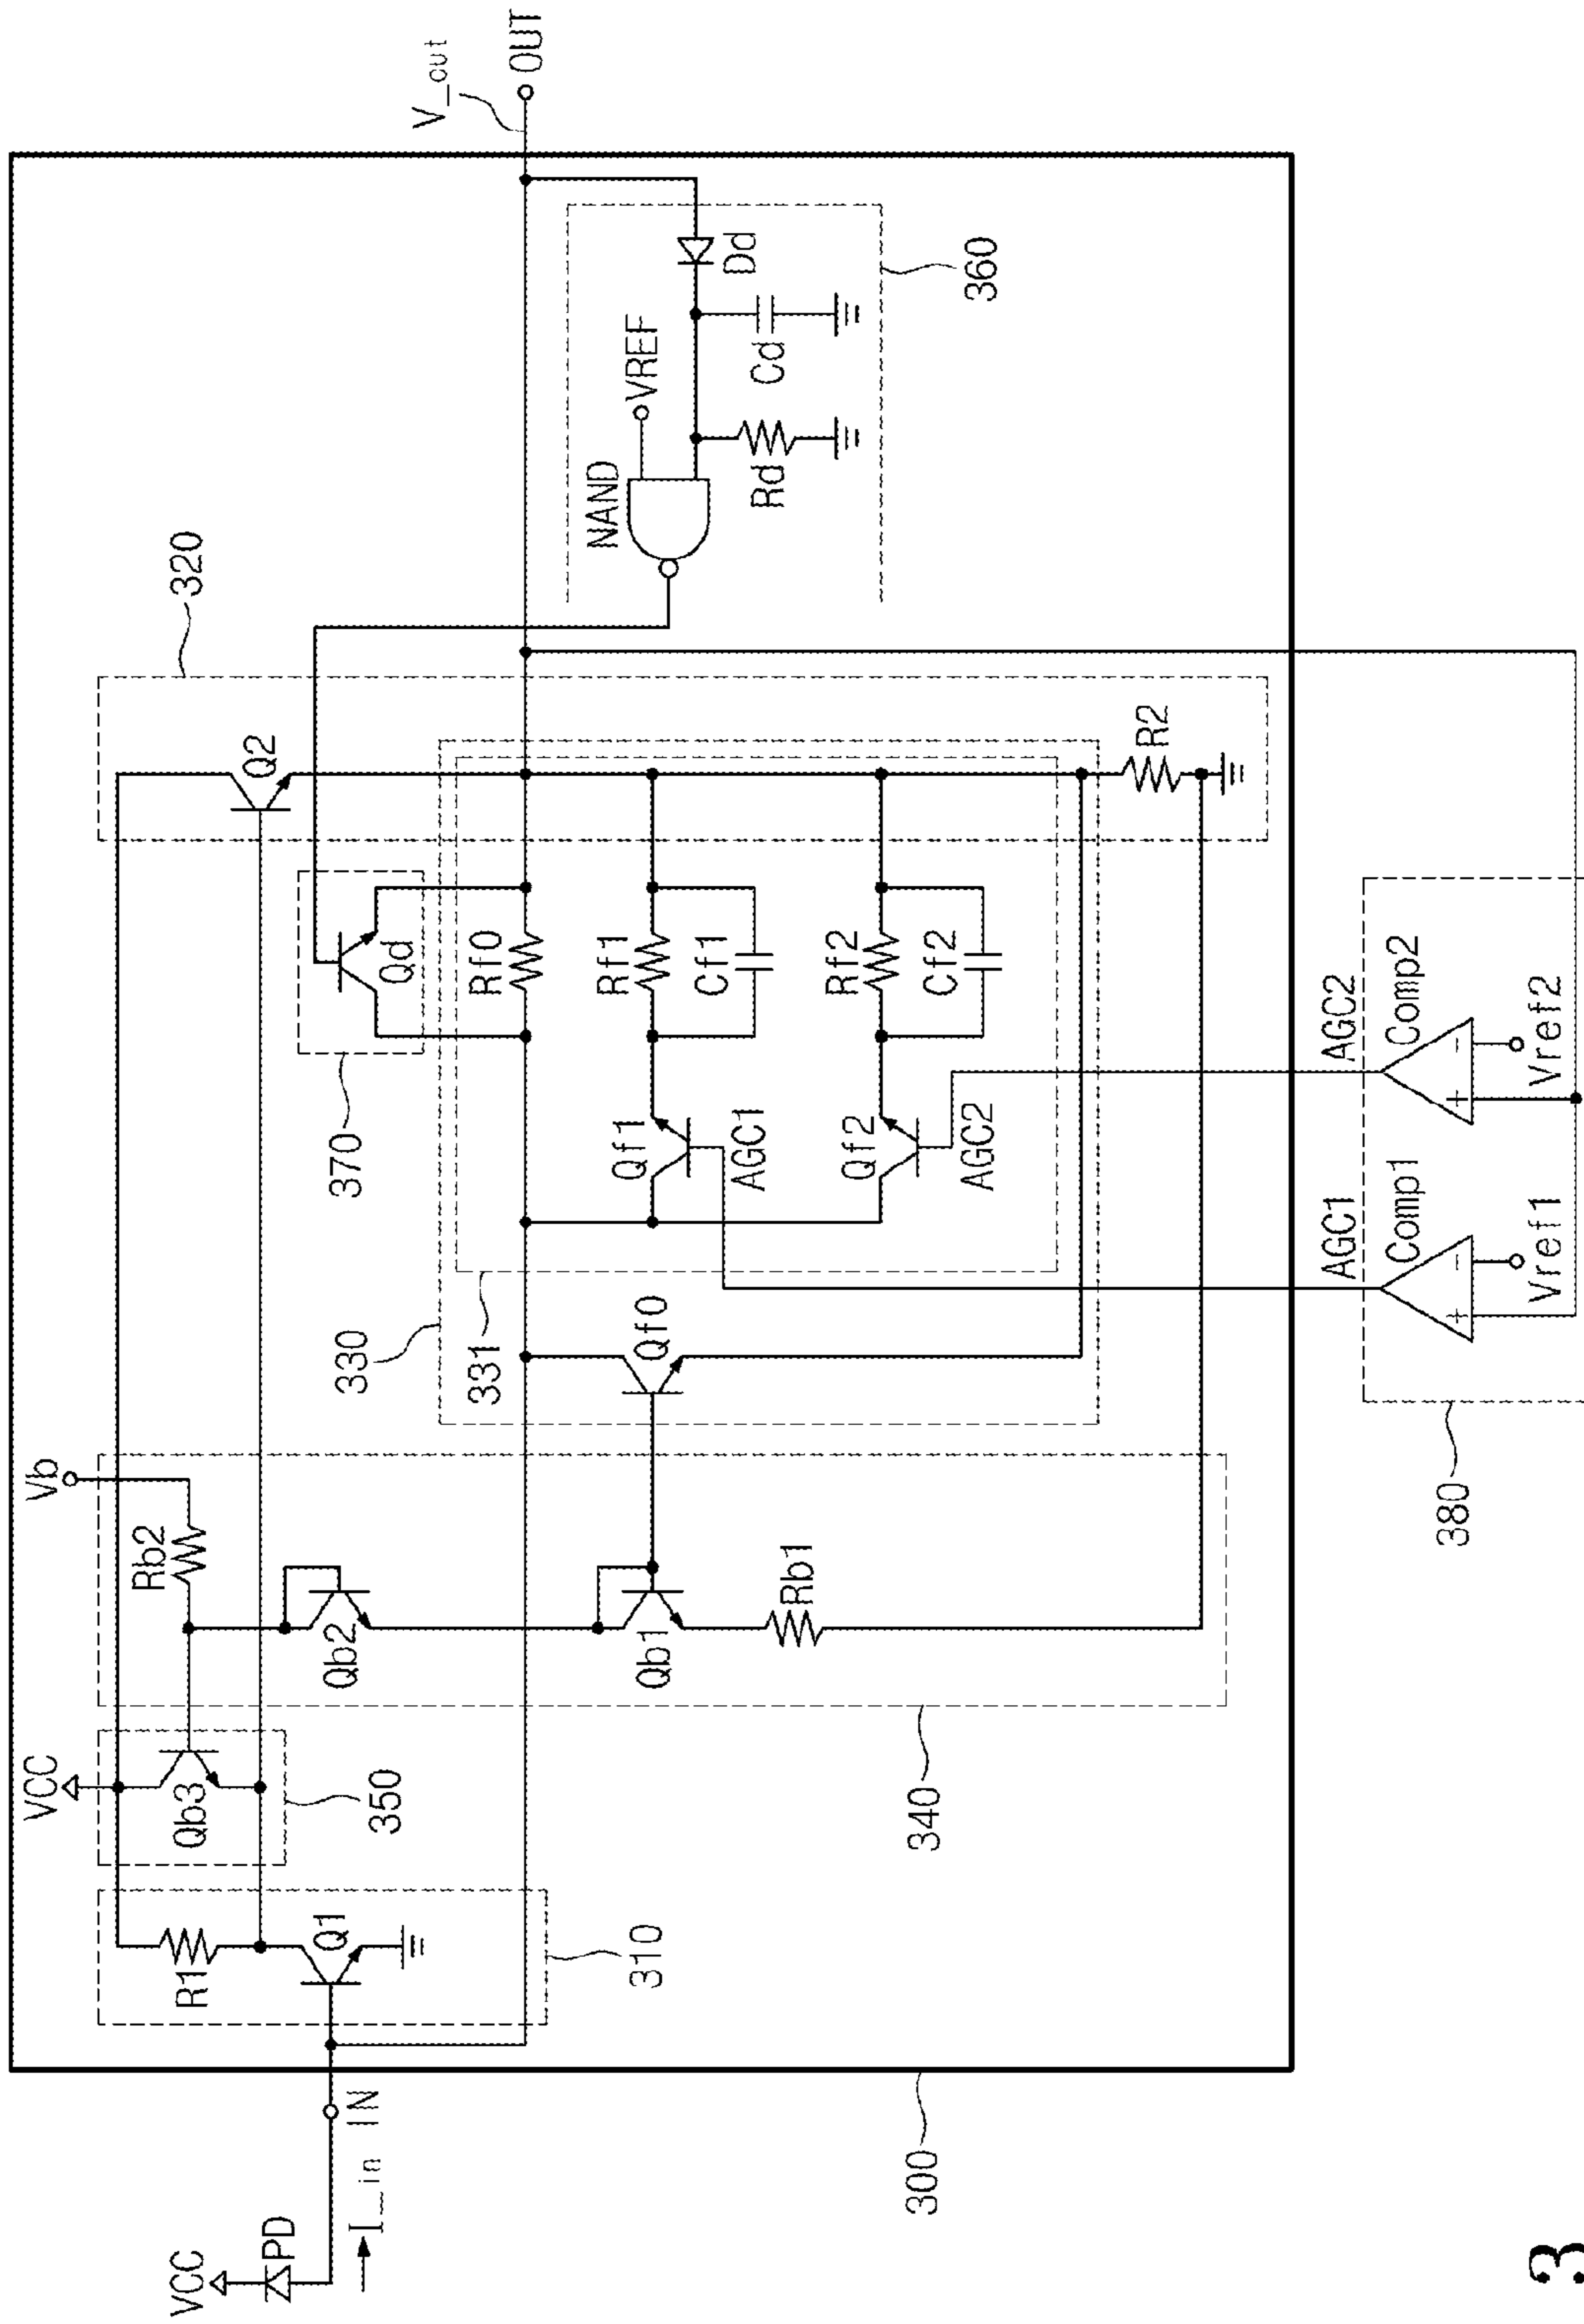 VCC
PD
I_in
IN
300
R1
Q1
310
VCC
Qb3
350
Vb
Rb2
Qb2
Qb1
Rb1
340
330
331
Qf0
370
Qd
Rf0
Qf1
Rf1
Cf1
AGC1
Qf2
Rf2
Cf2
AGC2
320
Q2
R2
NAND
VREF
Rd
Cd
Dd
360
V_out
OUT
AGC1
Comp1
+
-
Vref1
AGC2
Comp2
+
-
Vref2
380
3